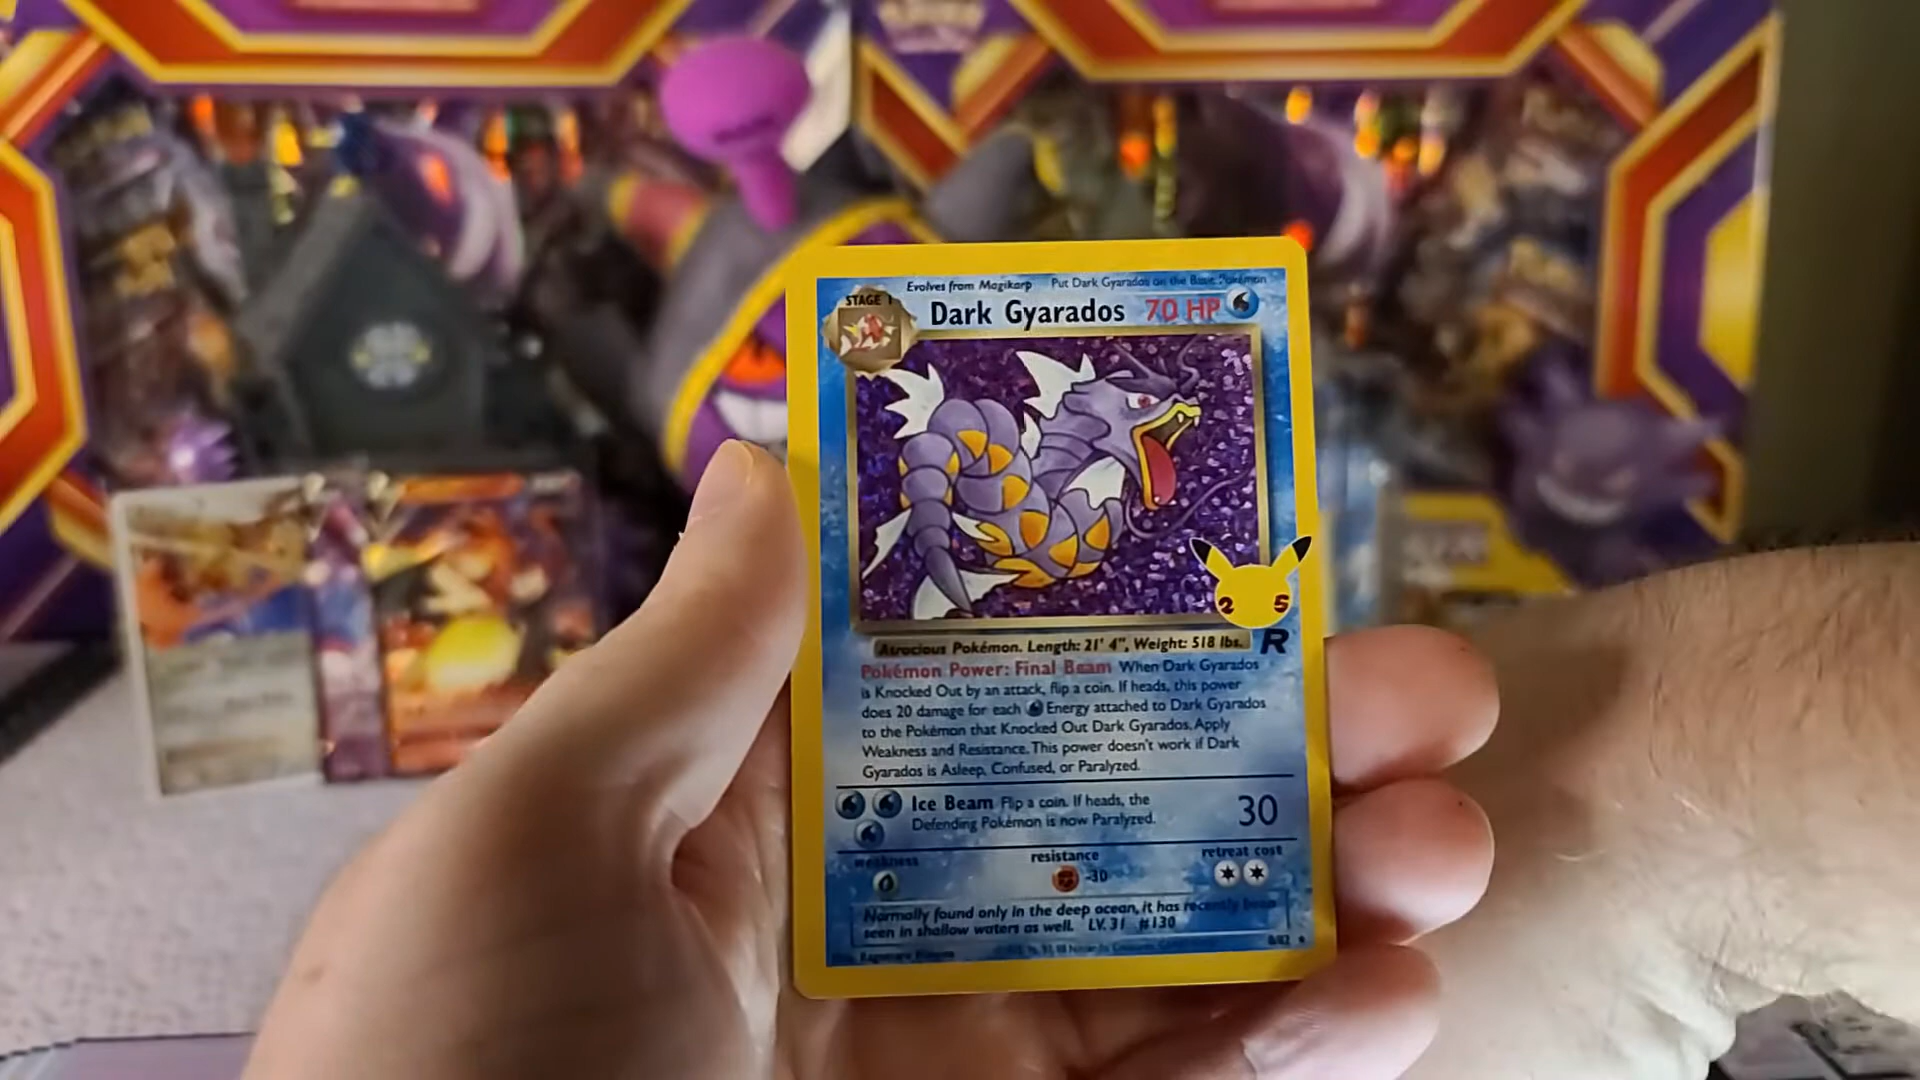 Evolves from Magikarp Put Dark Gyarados on the Basic Pokémon
STAGE 1
Dark Gyarados 70 HP
2 5
Atrocious Pokémon. Length: 21' 4", Weight: 518 lbs.
R
Pokémon Power: Final Beam When Dark Gyarados
is Knocked Out by an attack, flip a coin. If heads, this power
does 20 damage for each Energy attached to Dark Gyarados
to the Pokémon that Knocked Out Dark Gyarados. Apply
Weakness and Resistance. This power doesn't work if Dark
Gyarados is Asleep, Confused, or Paralyzed.
Ice Beam Flip a coin. If heads, the
Defending Pokémon is now Paralyzed.
30
weakness
resistance
retreat cost
-30
Normally found only in the deep ocean, it has recently been
seen in shallow waters as well. LV. 31 #130
8/82